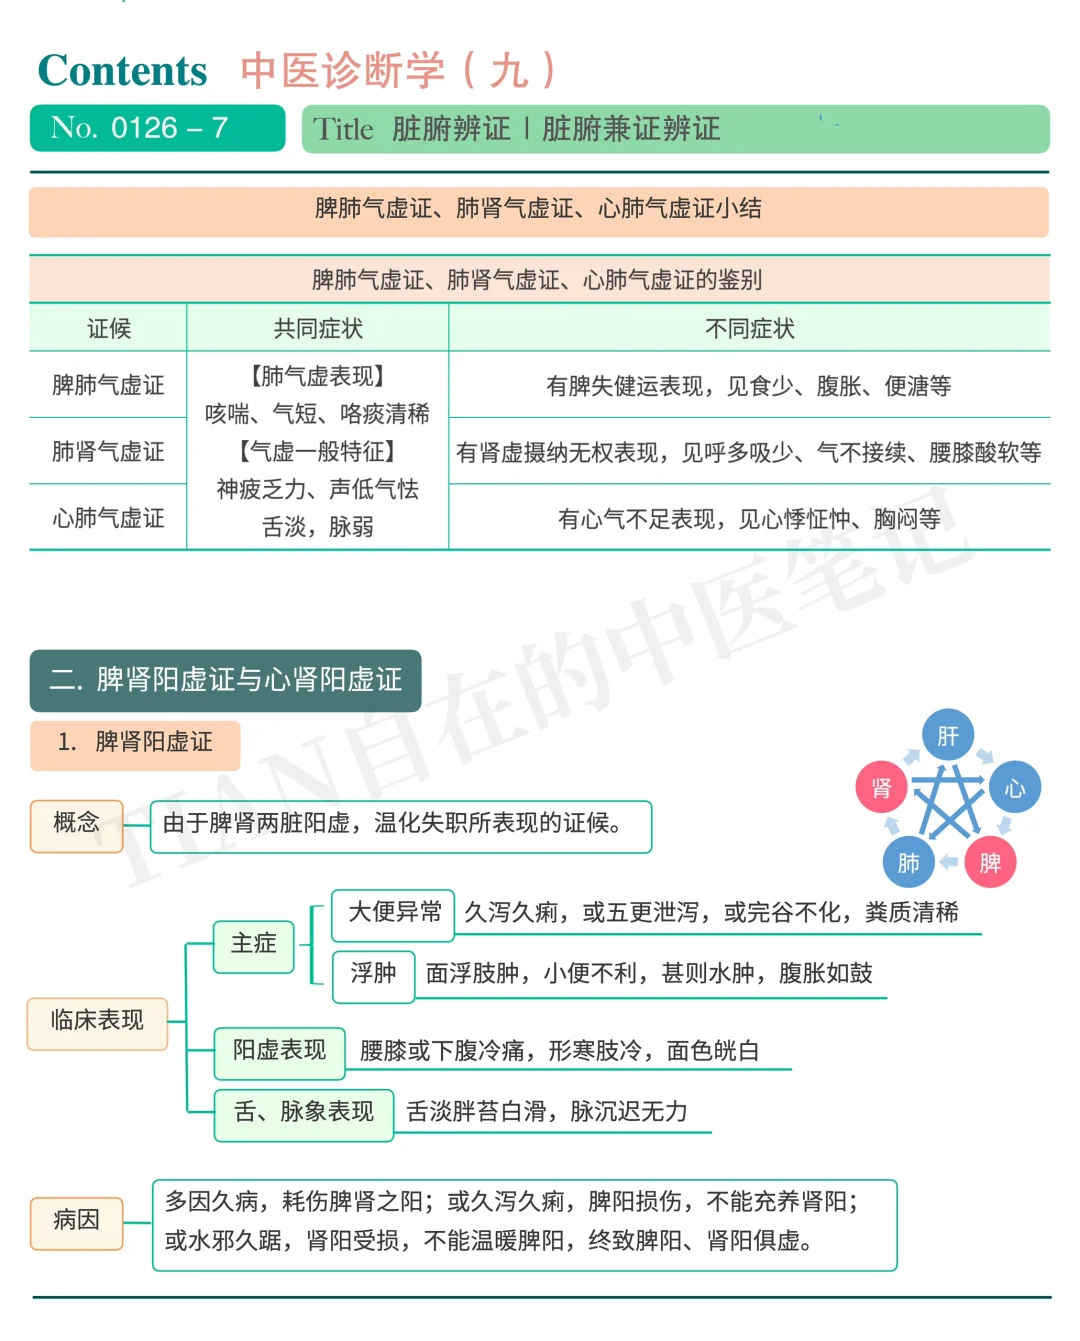 Contents 中医诊断学（九）
No. 0126 – 7
Title 脏腑辨证 | 脏腑兼证辨证
脾肺气虚证、肺肾气虚证、心肺气虚证小结
脾肺气虚证、肺肾气虚证、心肺气虚证的鉴别
证候 共同症状 不同症状
脾肺气虚证
【肺气虚表现】
咳喘、气短、咯痰清稀
【气虚一般特征】
神疲乏力、声低气怯
舌淡，脉弱
有脾失健运表现，见食少、腹胀、便溏等
肺肾气虚证
有肾虚摄纳无权表现，见呼多吸少、气不接续、腰膝酸软等
心肺气虚证
有心气不足表现，见心悸怔忡、胸闷等
二. 脾肾阳虚证与心肾阳虚证
1. 脾肾阳虚证
肝
心
脾
肺
肾
概念
由于脾肾两脏阳虚，温化失职所表现的证候。
临床表现
主症
大便异常
久泻久痢，或五更泄泻，或完谷不化，粪质清稀
浮肿
面浮肢肿，小便不利，甚则水肿，腹胀如鼓
阳虚表现
腰膝或下腹冷痛，形寒肢冷，面色㿠白
舌、脉象表现
舌淡胖苔白滑，脉沉迟无力
病因
多因久病，耗伤脾肾之阳；或久泻久痢，脾阳损伤，不能充养肾阳；
或水邪久踞，肾阳受损，不能温暖脾阳，终致脾阳、肾阳俱虚。
TIAN自在的中医笔记